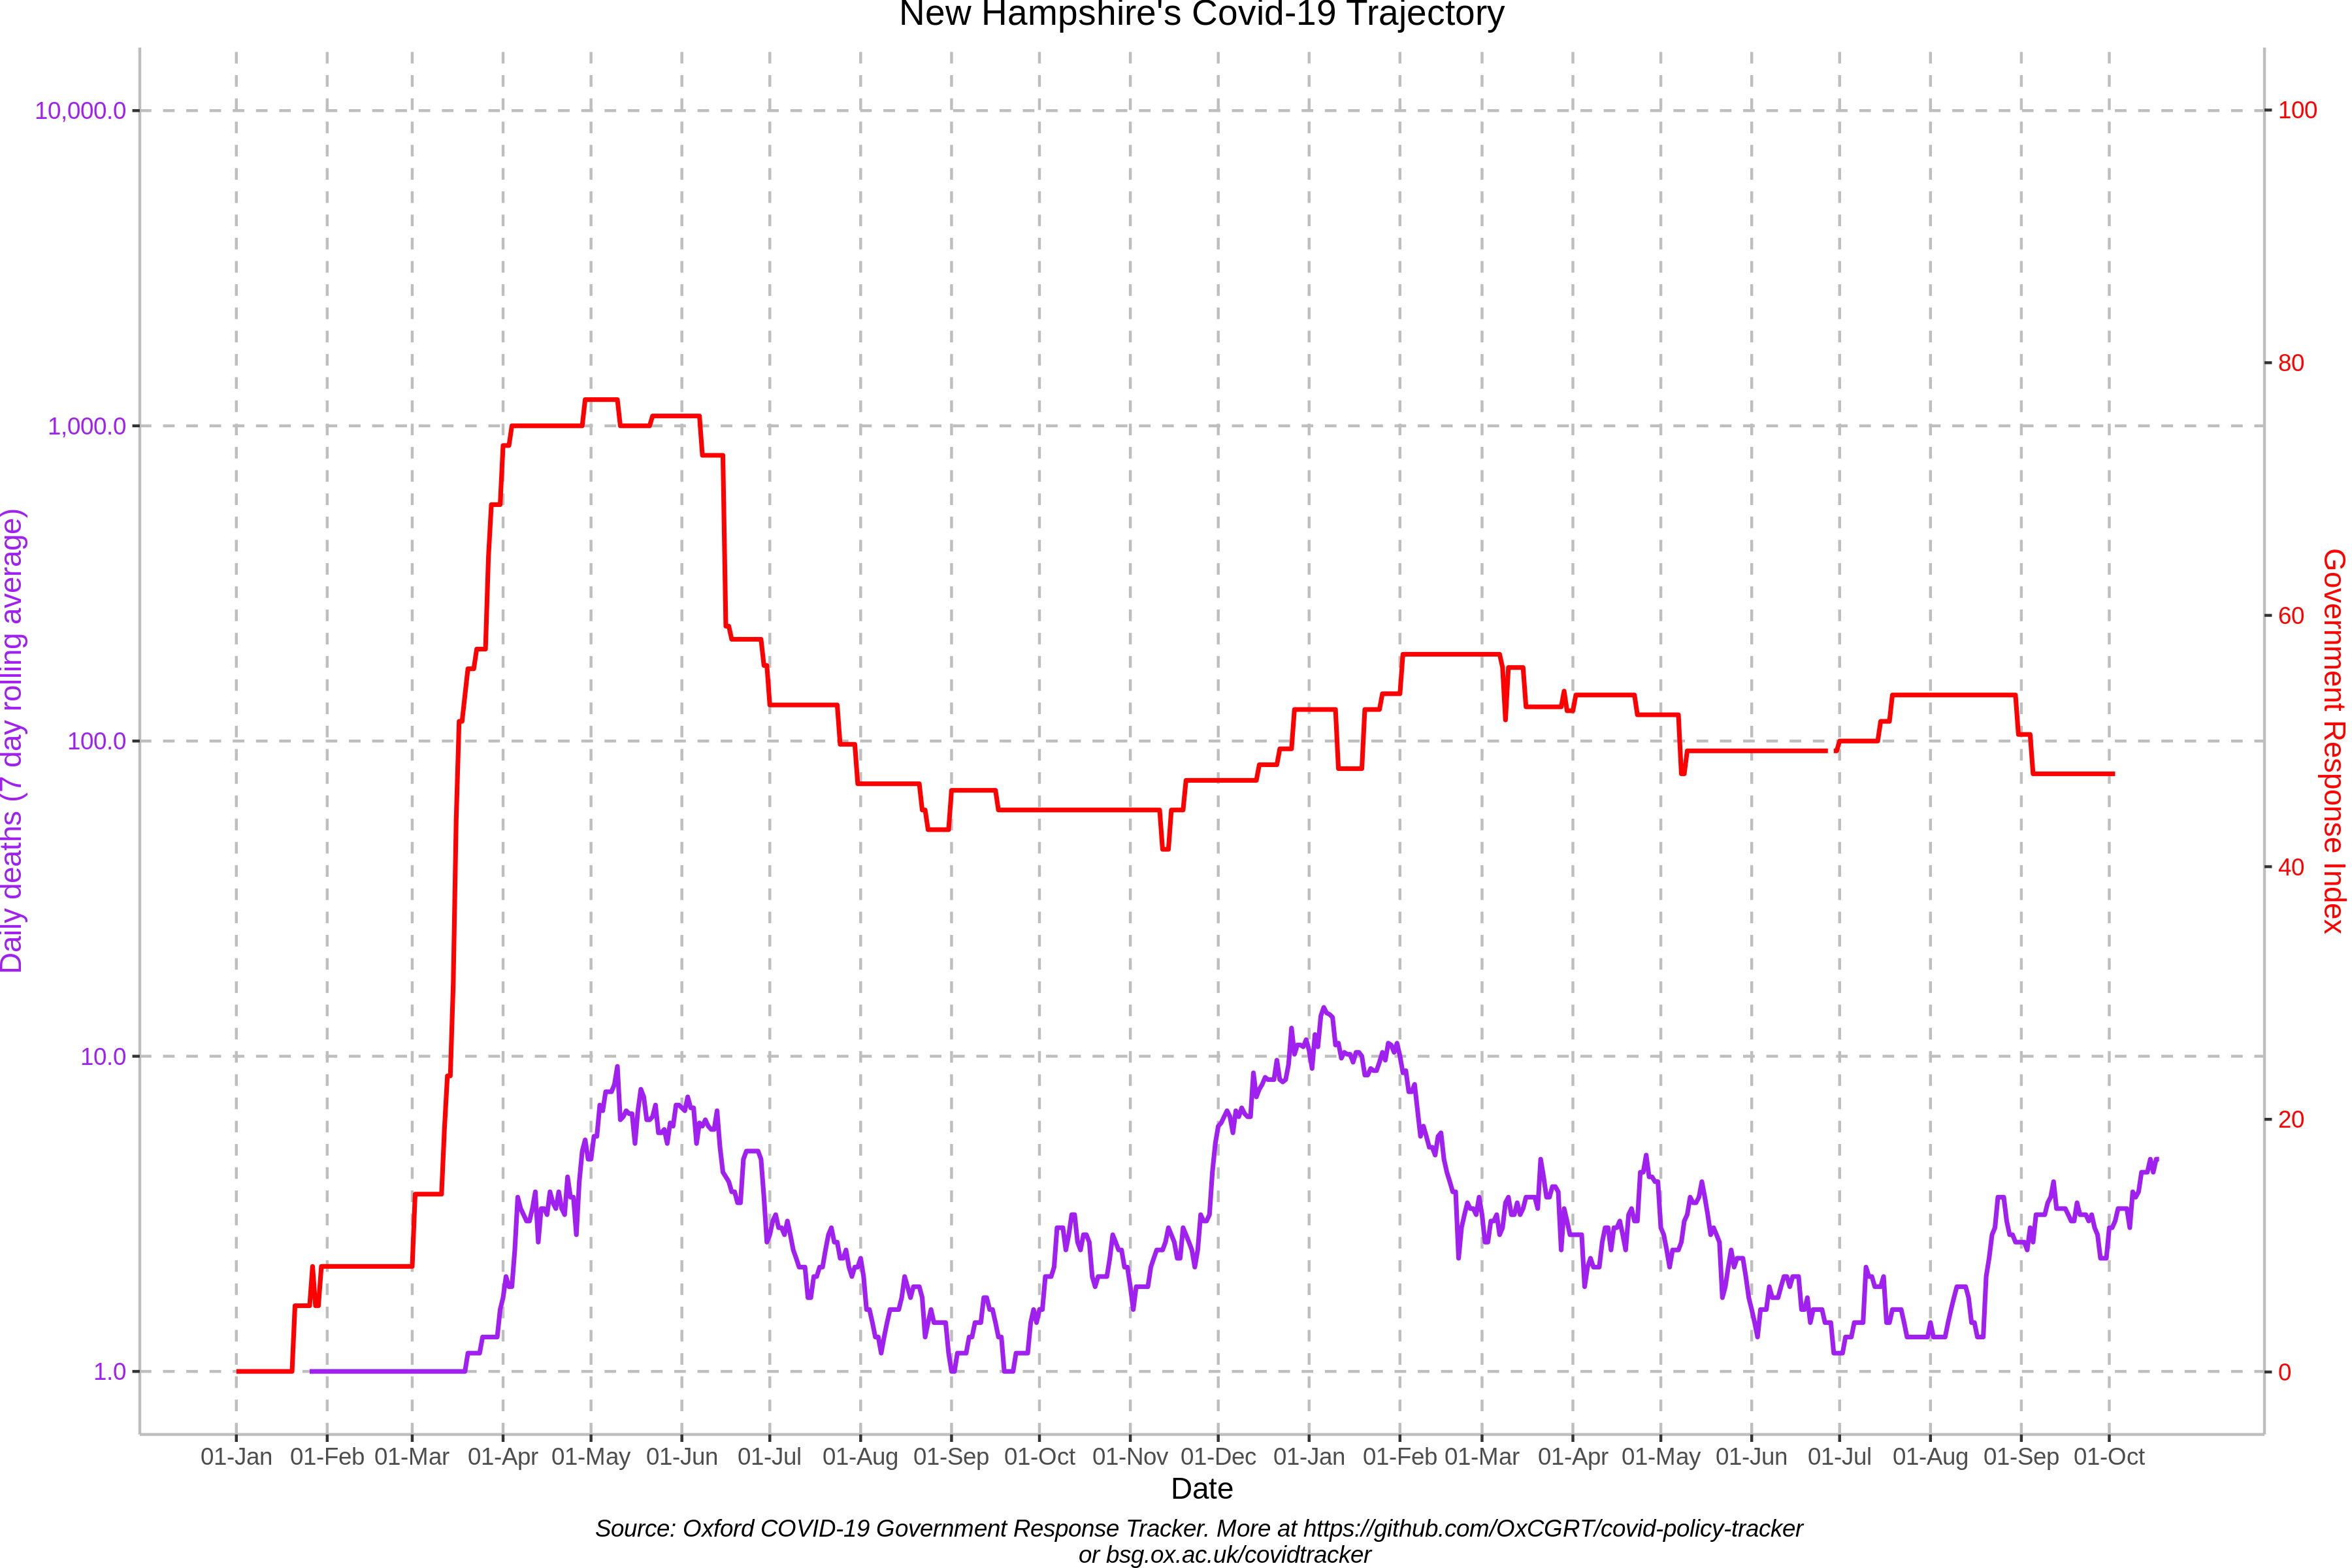 New Hampshire's Covid-19 Trajectory
10,000.0
1,000.0
100.0
10.0
1.0
Daily deaths (7 day rolling average)
100
80
60
40
20
0
Government Response Index
01-Jan 01-Feb 01-Mar 01-Apr 01-May 01-Jun 01-Jul 01-Aug 01-Sep 01-Oct 01-Nov 01-Dec 01-Jan 01-Feb 01-Mar 01-Apr 01-May 01-Jun 01-Jul 01-Aug 01-Sep 01-Oct
Date
Source: Oxford COVID-19 Government Response Tracker. More at https://github.com/OxCGRT/covid-policy-tracker
or bsg.ox.ac.uk/covidtracker